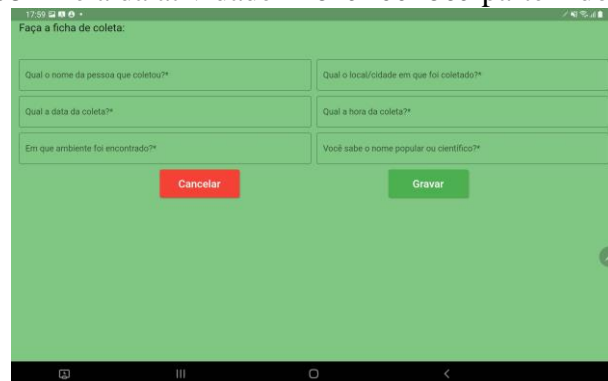 17:59
Faça a ficha de coleta:
Qual o nome da pessoa que coletou?*
Qual o local/cidade em que foi coletado?*
Qual a data da coleta?*
Qual a hora da coleta?*
Em que ambiente foi encontrado?*
Você sabe o nome popular ou científico?*
Cancelar
Gravar